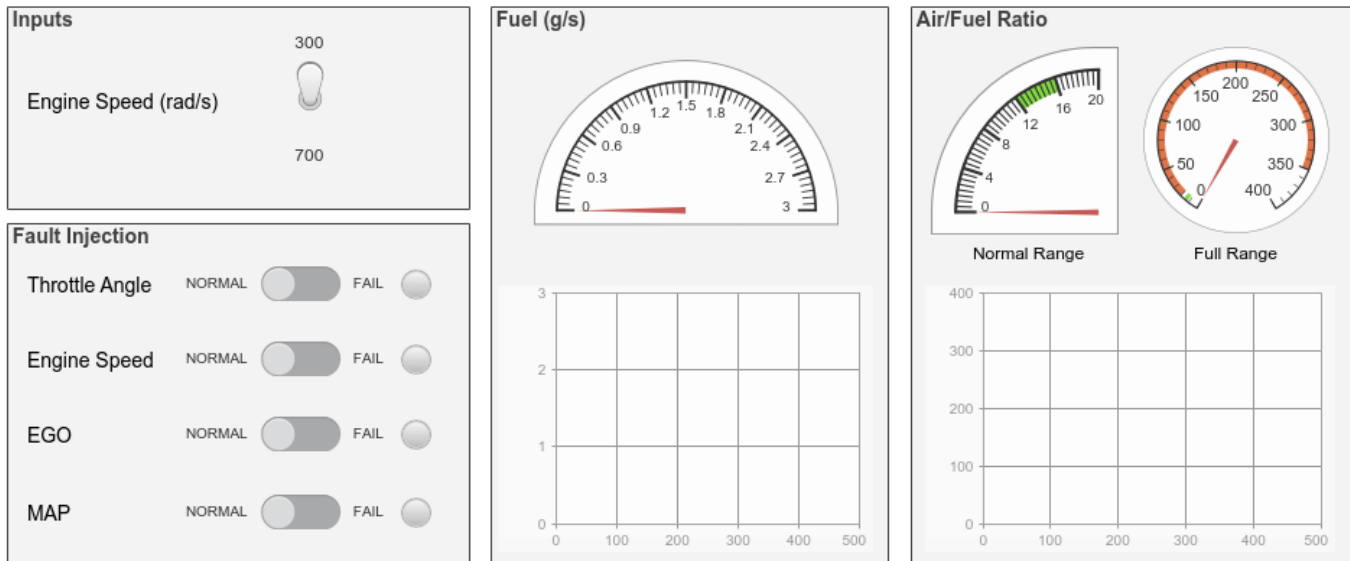 Inputs
300
Engine Speed (rad/s)
700
Fault Injection
Throttle Angle NORMAL FAIL
Engine Speed NORMAL FAIL
EGO NORMAL FAIL
MAP NORMAL FAIL
Fuel (g/s)
0 0.3 0.6 0.9 1.2 1.5 1.8 2.1 2.4 2.7 3
3
2
1
0
0 100 200 300 400 500
Air/Fuel Ratio
0 4 8 12 16 20
Normal Range
0 50 100 150 200 250 300 350 400
Full Range
400
300
200
100
0
0 100 200 300 400 500